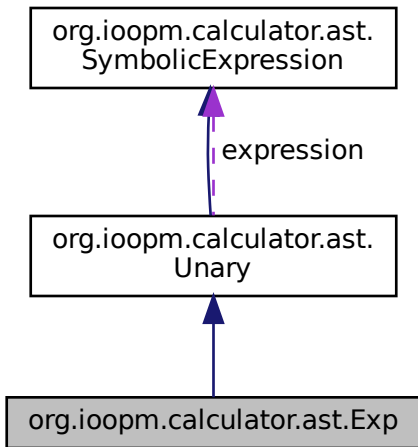 org.ioopm.calculator.ast.
SymbolicExpression
expression
org.ioopm.calculator.ast.
Unary
org.ioopm.calculator.ast.Exp